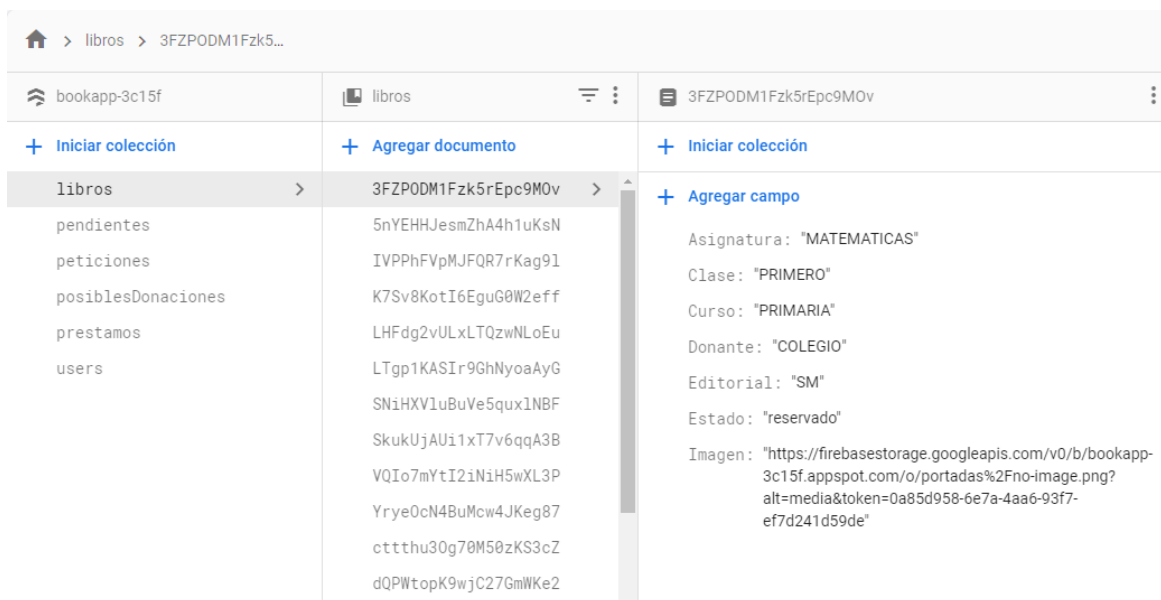 libros > 3FZPODM1Fzk5...
bookapp-3c15f
libros
3FZPODM1Fzk5rEpc9MOv
+ Iniciar colección
+ Agregar documento
+ Iniciar colección
libros
pendientes
peticiones
posiblesDonaciones
prestamos
users
3FZPODM1Fzk5rEpc9MOv
5nYEHHJesmZhA4h1uKsN
IVPPhFVpMJFQR7rKag9l
K7Sv8KotI6EguG0W2eff
LHFdg2vULxLTQzwNLoEu
LTgp1KASIr9GhNyoaAyG
SNiHXVluBuVe5quxlNBF
SkukUjAUi1xT7v6qqA3B
VQIo7mYtI2iNiH5wXL3P
YryeOcN4BuMcw4JKeg87
cttthu3Og70M50zKS3cZ
dQPWtopK9wjC27GmWKe2
+ Agregar campo
Asignatura: "MATEMATICAS"
Clase: "PRIMERO"
Curso: "PRIMARIA"
Donante: "COLEGIO"
Editorial: "SM"
Estado: "reservado"
Imagen: "https://firebasestorage.googleapis.com/v0/b/bookapp-
3c15f.appspot.com/o/portadas%2Fno-image.png?
alt=media&token=0a85d958-6e7a-4aa6-93f7-
ef7d241d59de"